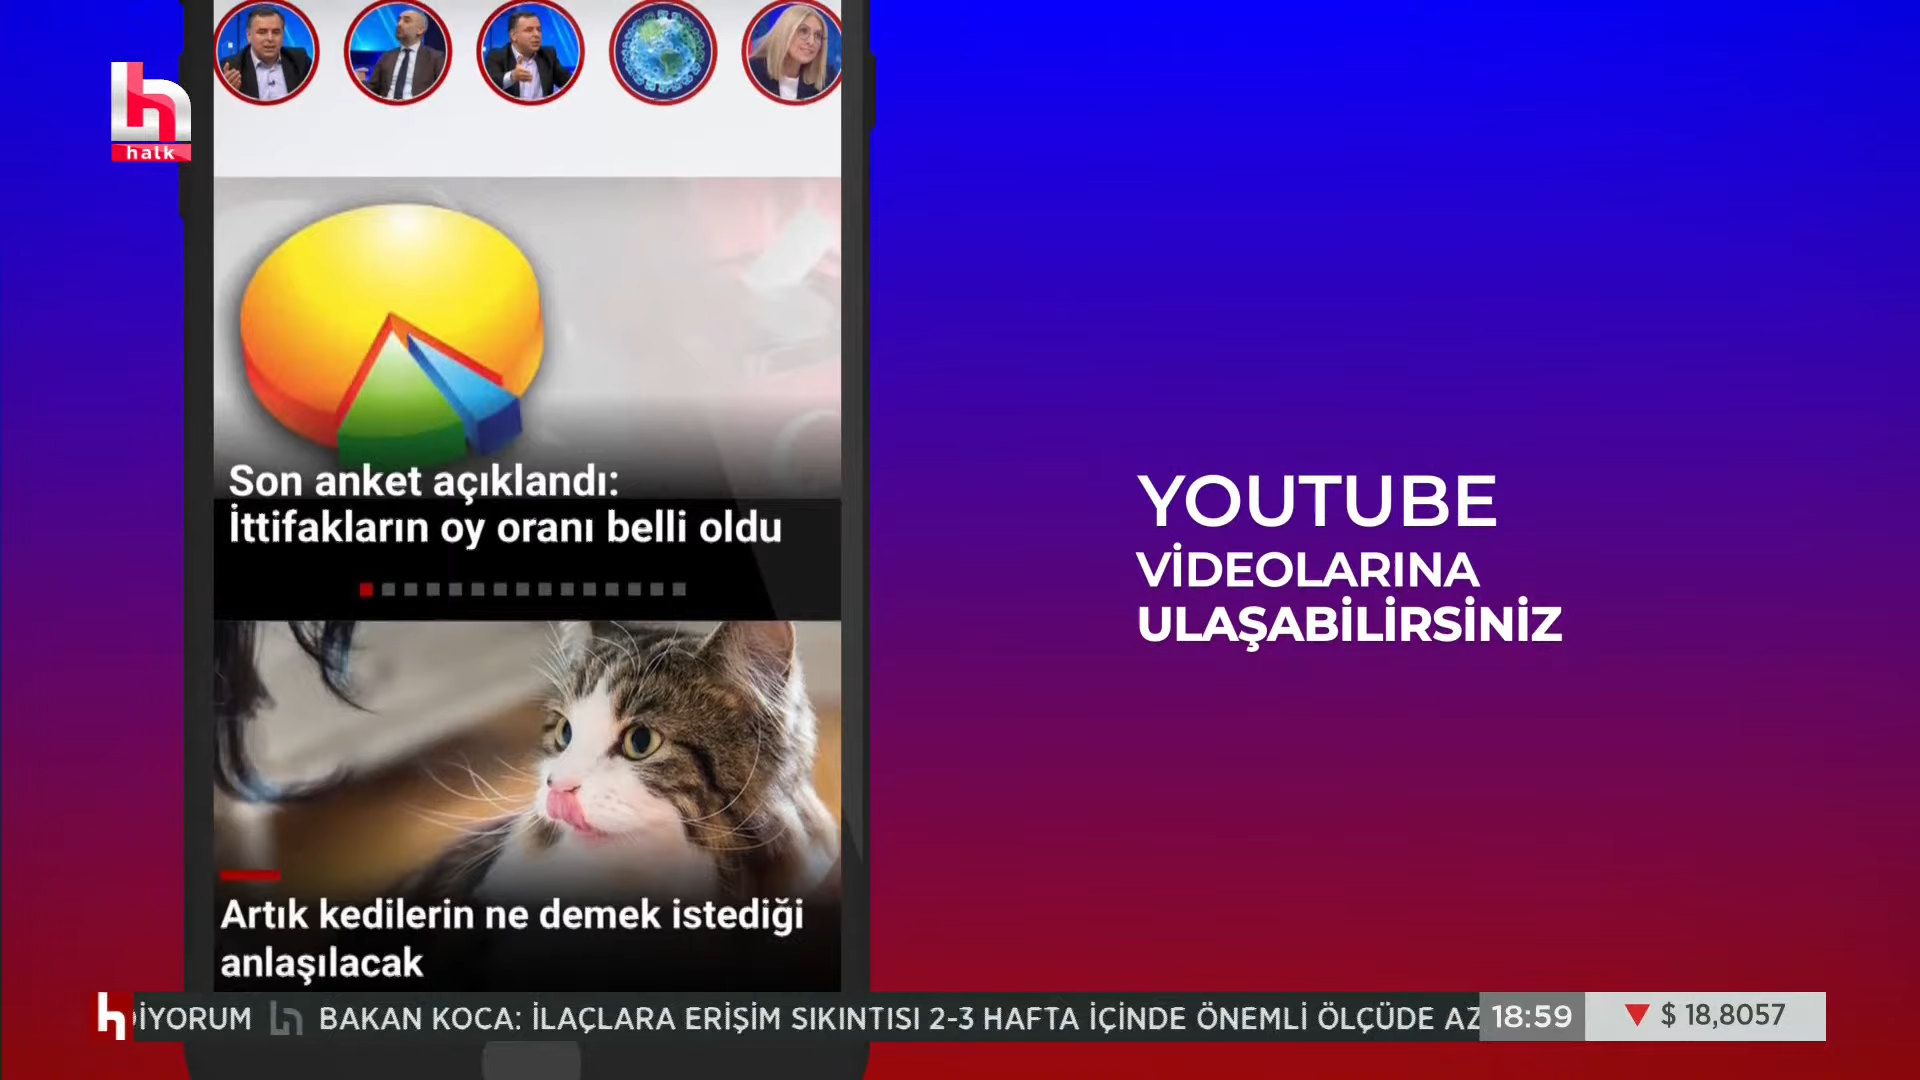 halk
Son anket açıklandı:
İttifakların oy oranı belli oldu
Artık kedilerin ne demek istediği
anlaşılacak
YOUTUBE
VİDEOLARINA
ULAŞABİLİRSİNİZ
İYORUM BAKAN KOCA: İLAÇLARA ERİŞİM SIKINTISI 2-3 HAFTA İÇİNDE ÖNEMLİ ÖLÇÜDE AZ
18:59
$ 18,8057